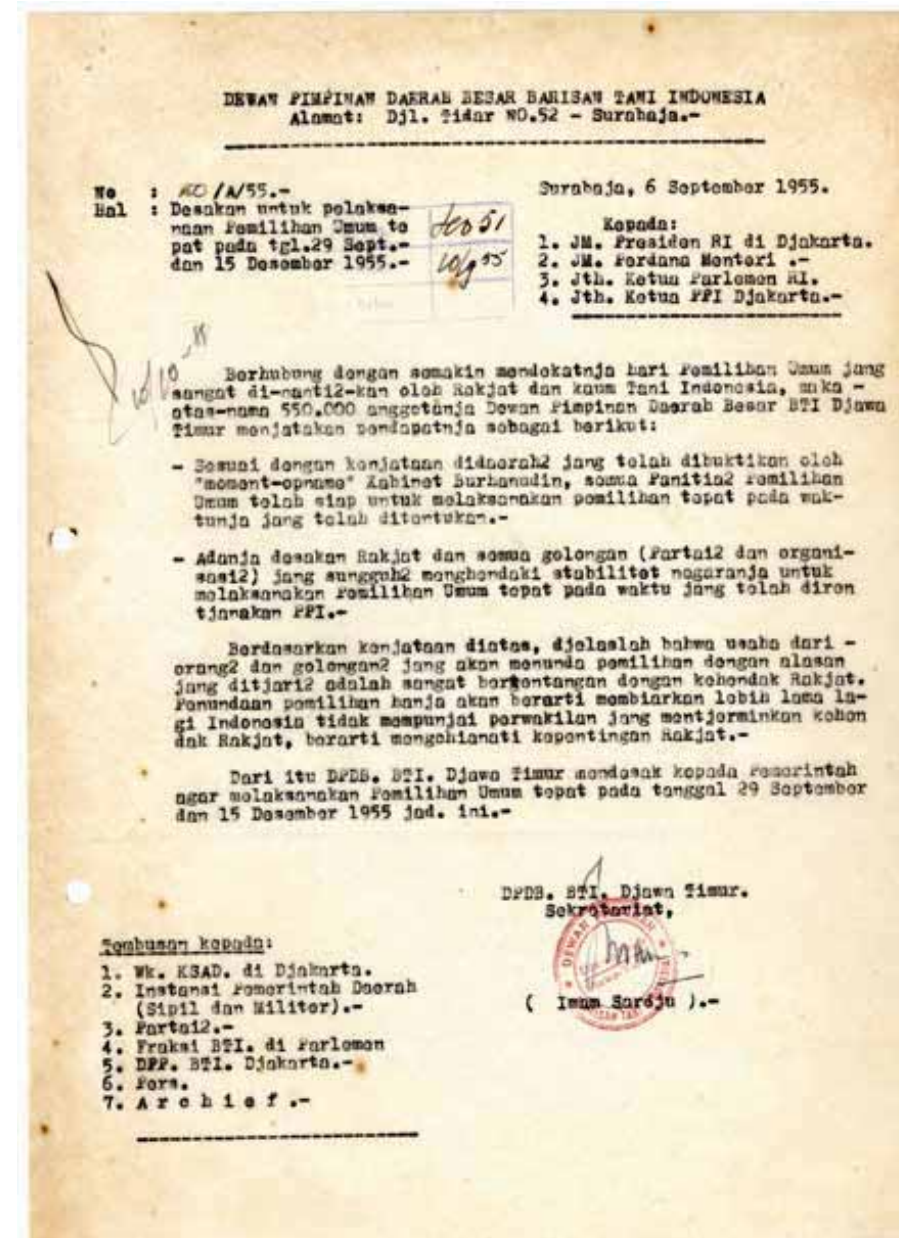 DEWAN PIMPINAN DAERAH BESAR BARISAN TANI INDONESIA
Alamat: Djl. Tidar NO.52 - Surabaja.-
No : /A/55.-
Hal : Desakan untuk pelaksa-
naan Pemilihan Umum te
pat pada tgl.29 Sept.-
dan 15 Desember 1955.-
Surabaja, 6 September 1955.
Kepada:
1. JM. Presiden RI di Djakarta.
2. JM. Perdana Menteri .-
3. Jth. Ketua Parlemen RI.
4. Jth. Ketua PPI Djakarta.-
Berhubung dengan semakin mendekatnja hari Pemilihan Umum jang
sangat di-nanti2-kan oleh Rakjat dan kaum Tani Indonesia, maka -
atas-nama 550.000 anggotanja Dewan Pimpinan Daerah Besar BTI Djawa
Timur menjatakan pendapatnja sebagai berikut:
- Sesuai dengan kenjataan didaerah2 jang telah dibuktikan oleh
"moment-opname" Kabinet Burhanudin, semua Panitia2 Pemilihan
Umum telah siap untuk melaksanakan pemilihan tepat pada wak-
tunja jang telah ditentukan.-
- Adanja desakan Rakjat dan semua golongan (Partai2 dan organi-
sasi2) jang sungguh2 menghendaki stabilitet negaranja untuk
melaksanakan Pemilihan Umum tepat pada waktu jang telah diren
tjanakan PPI.-
Berdasarkan kenjataan diatas, djelaslah bahwa usaha dari -
orang2 dan golongan2 jang akan menunda pemilihan dengan alasan
jang ditjari2 adalah sangat bertentangan dengan kehendak Rakjat.
Penundaan pemilihan hanja akan berarti membiarkan lebih lama la-
gi Indonesia tidak mempunjai perwakilan jang mentjerminkan kehen
dak Rakjat, berarti mengchianati kepentingan Rakjat.-
Dari itu DPDB. BTI. Djawa Timur mendesak kepada Pemerintah
agar melaksanakan Pemilihan Umum tepat pada tanggal 29 September
dan 15 Desember 1955 jad. ini.-
DPDB. BTI. Djawa Timur.
Sekretariat,
( Imam Sardju ).-
Tembusan kepada:
1. Wk. KSAD. di Djakarta.
2. Instansi Pemerintah Daerah
(Sipil dan Militer).-
3. Partai2.-
4. Fraksi BTI. di Parlemen
5. DPP. BTI. Djakarta.-
6. Pers.
7. A r c h i e f .-